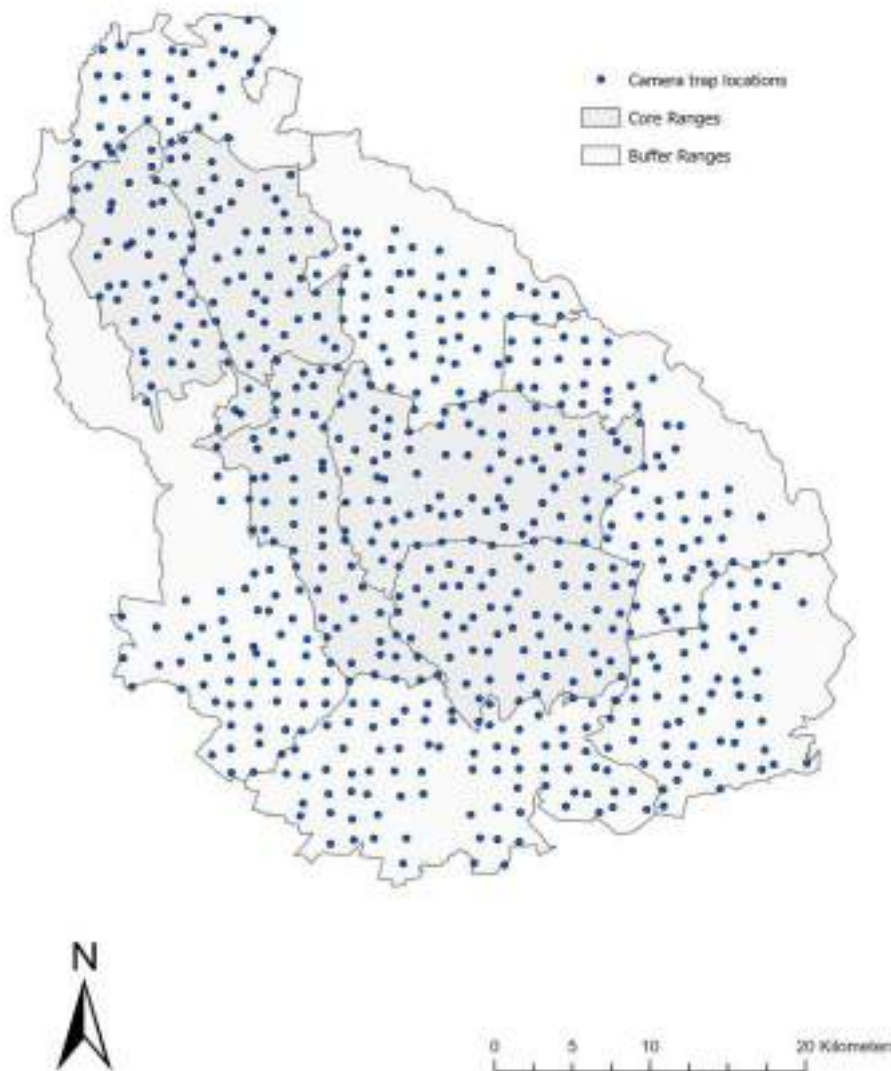 Camera trap locations
Core Ranges
Buffer Ranges
N
0 5 10 20 Kilometers